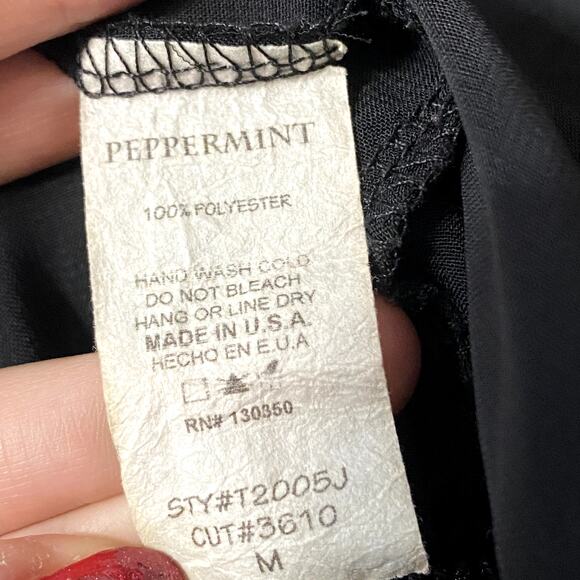 PEPPERMINT
100% POLYESTER
HAND WASH COLD
DO NOT BLEACH
HANG OR LINE DRY
MADE IN U.S.A.
HECHO EN E.U.A
RN# 130850
STY#T2005J
CUT#3610
M